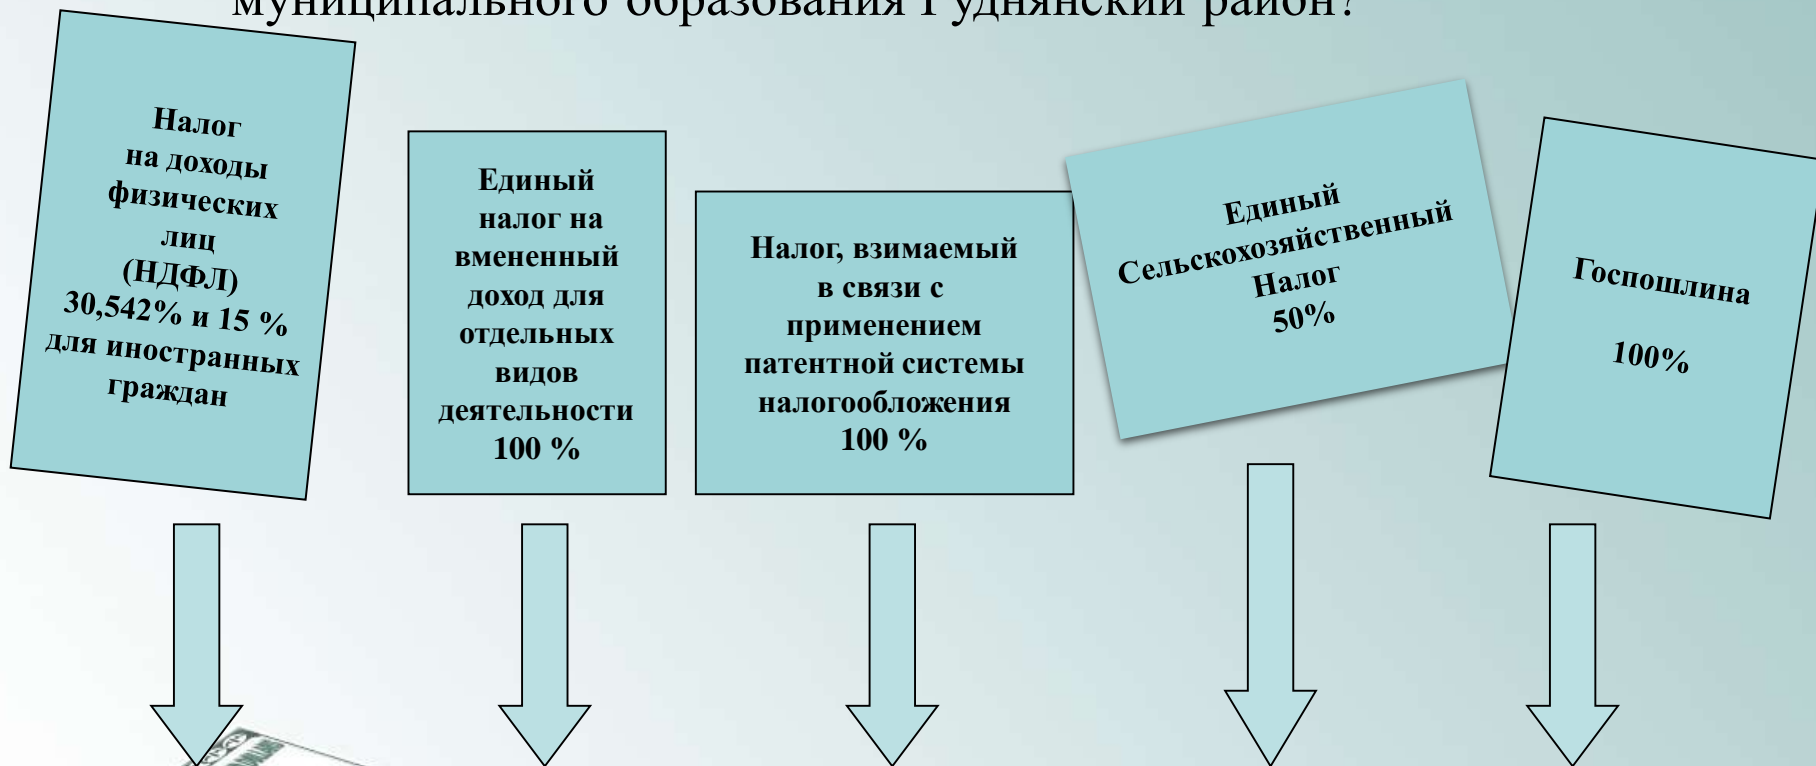 муниципального образования Руднянский район?
Налог
на доходы
физических
лиц
(НДФЛ)
30,542% и 15 %
для иностранных
граждан
Единый
налог на
вмененный
доход для
отдельных
видов
деятельности
100 %
Налог, взимаемый
в связи с
применением
патентной системы
налогообложения
100 %
Единый
Сельскохозяйственный
Налог
50%
Госпошлина
100%